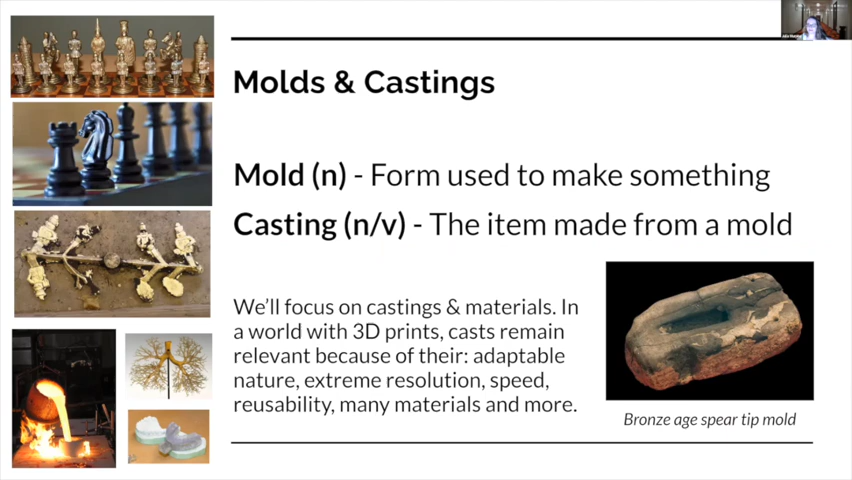 Molds & Castings
Mold (n) - Form used to make something
Casting (n/v) - The item made from a mold
We'll focus on castings & materials. In
a world with 3D prints, casts remain
relevant because of their: adaptable
nature, extreme resolution, speed,
reusability, many materials and more.
Bronze age spear tip mold